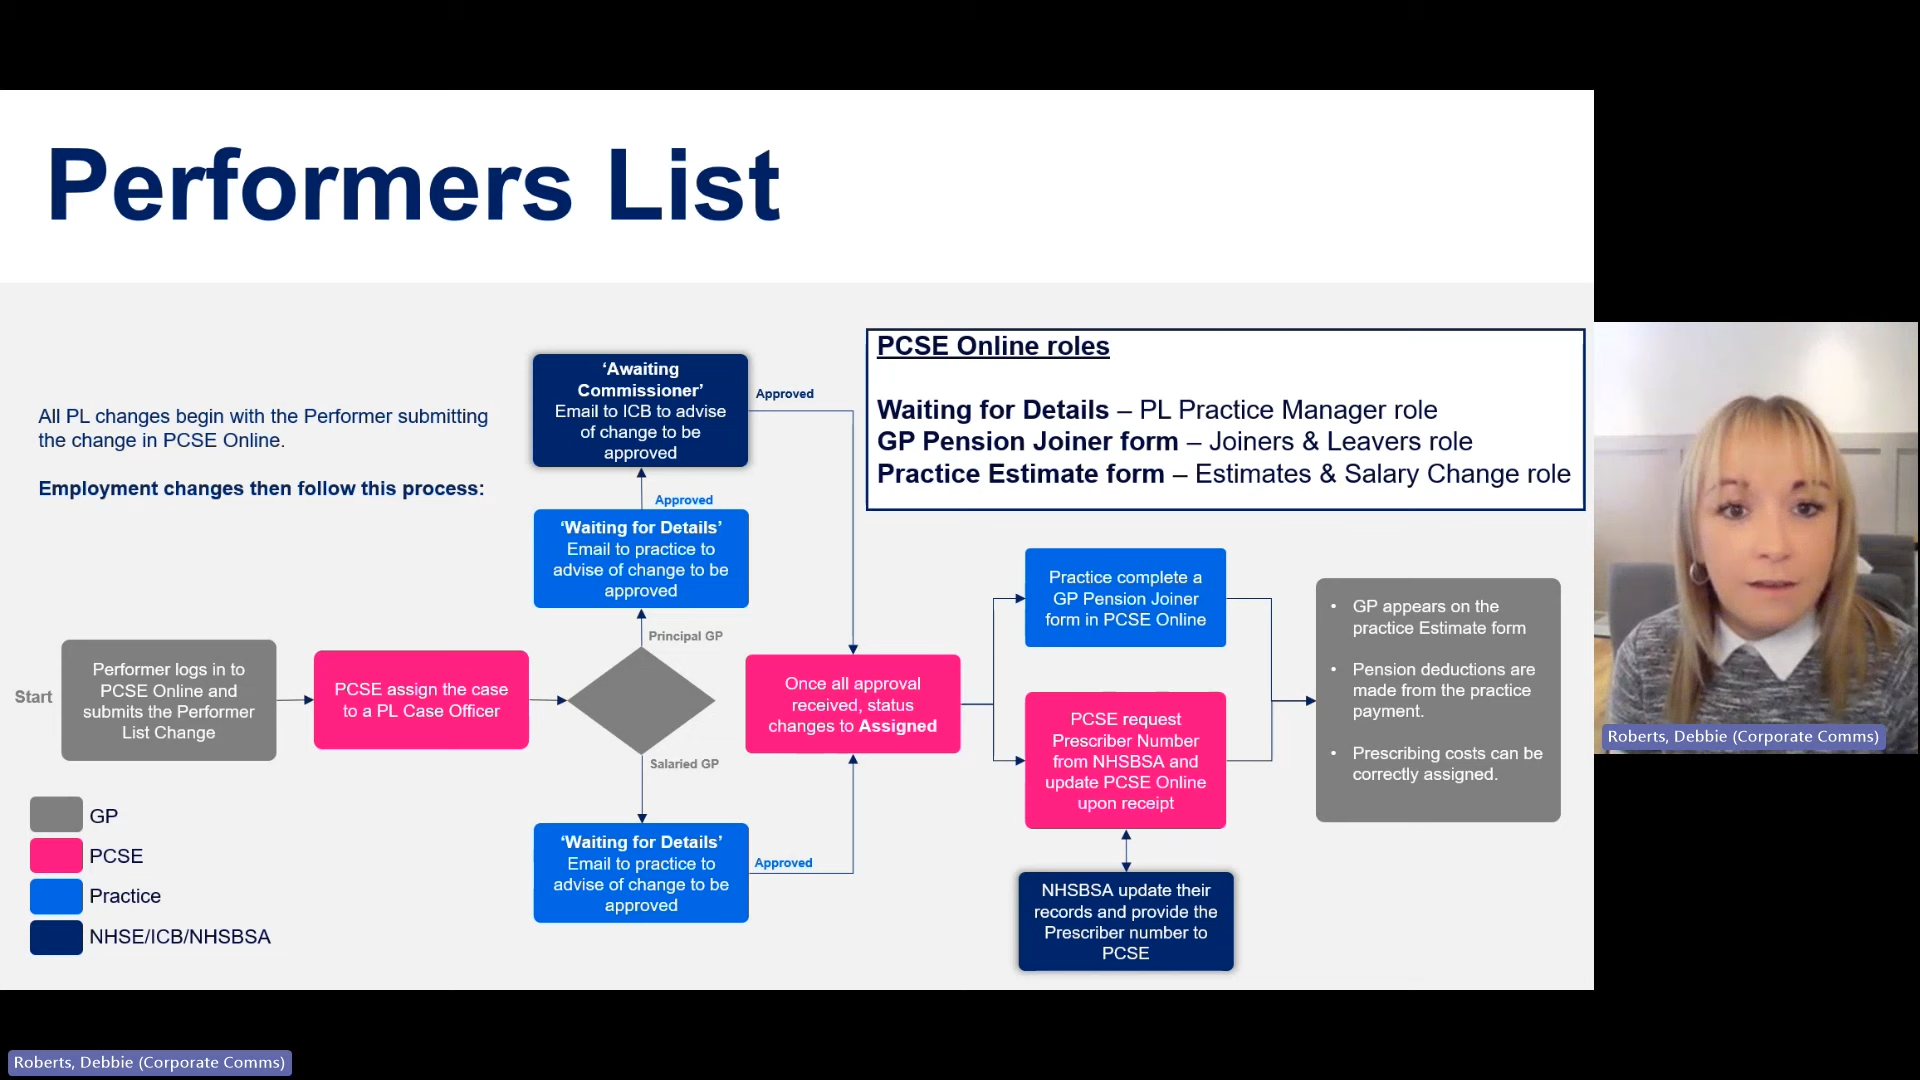 Performers List
All PL changes begin with the Performer submitting
the change in PCSE Online.
Employment changes then follow this process:
PCSE Online roles
Waiting for Details – PL Practice Manager role
GP Pension Joiner form – Joiners & Leavers role
Practice Estimate form – Estimates & Salary Change role
Start
Performer logs in to
PCSE Online and
submits the Performer
List Change
PCSE assign the case
to a PL Case Officer
Principal GP
‘Waiting for Details’
Email to practice to
advise of change to be
approved
Approved
‘Awaiting
Commissioner’
Email to ICB to advise
of change to be
approved
Approved
Salaried GP
‘Waiting for Details’
Email to practice to
advise of change to be
approved
Approved
Once all approval
received, status
changes to Assigned
Practice complete a
GP Pension Joiner
form in PCSE Online
PCSE request
Prescriber Number
from NHSBSA and
update PCSE Online
upon receipt
NHSBSA update their
records and provide the
Prescriber number to
PCSE
• GP appears on the
practice Estimate form
• Pension deductions are
made from the practice
payment.
• Prescribing costs can be
correctly assigned.
GP
PCSE
Practice
NHSE/ICB/NHSBSA
Roberts, Debbie (Corporate Comms)
Roberts, Debbie (Corporate Comms)